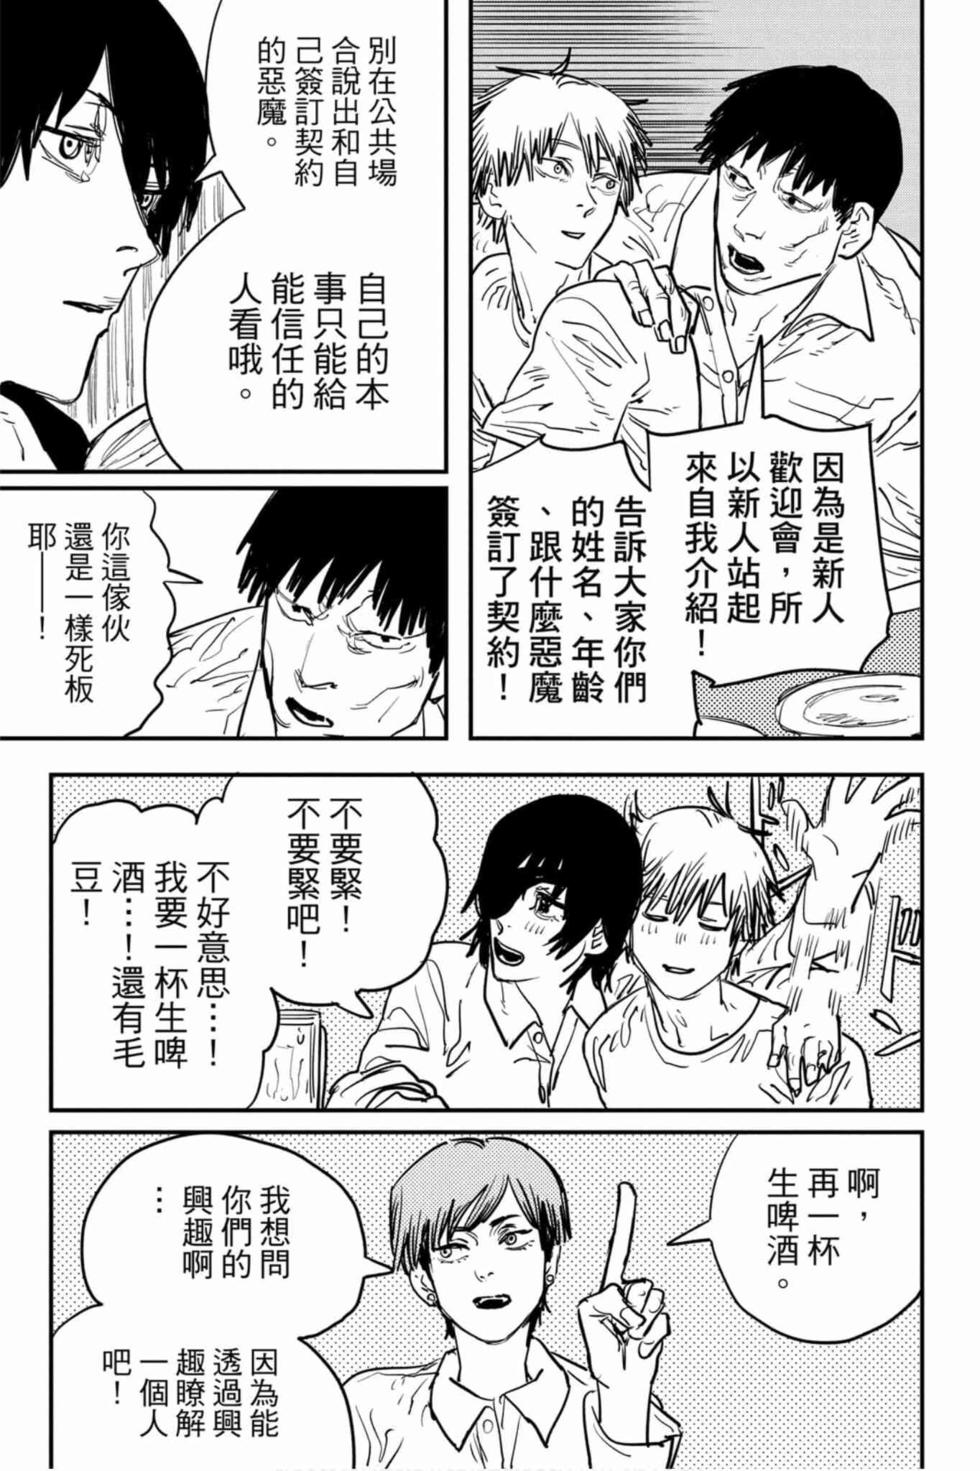 因為是新人
歡迎會，所
以新人站起
來自我介紹！
告訴大家你們
的姓名、年齡
、跟什麼惡魔
簽訂了契約！
別在公共場
合說出和自
己簽訂契約
的惡魔。
自己的本
事只能給
能信任的
人看哦。
你這傢伙
還是一樣死板
耶——！
不要緊！
不要緊吧！
不好意思…！
我要一杯生啤
酒…！還有毛
豆！
啊，
再一杯
生啤酒。
我想問
你們的
興趣啊
…
因為能
透過興
趣瞭解
一個人
吧！